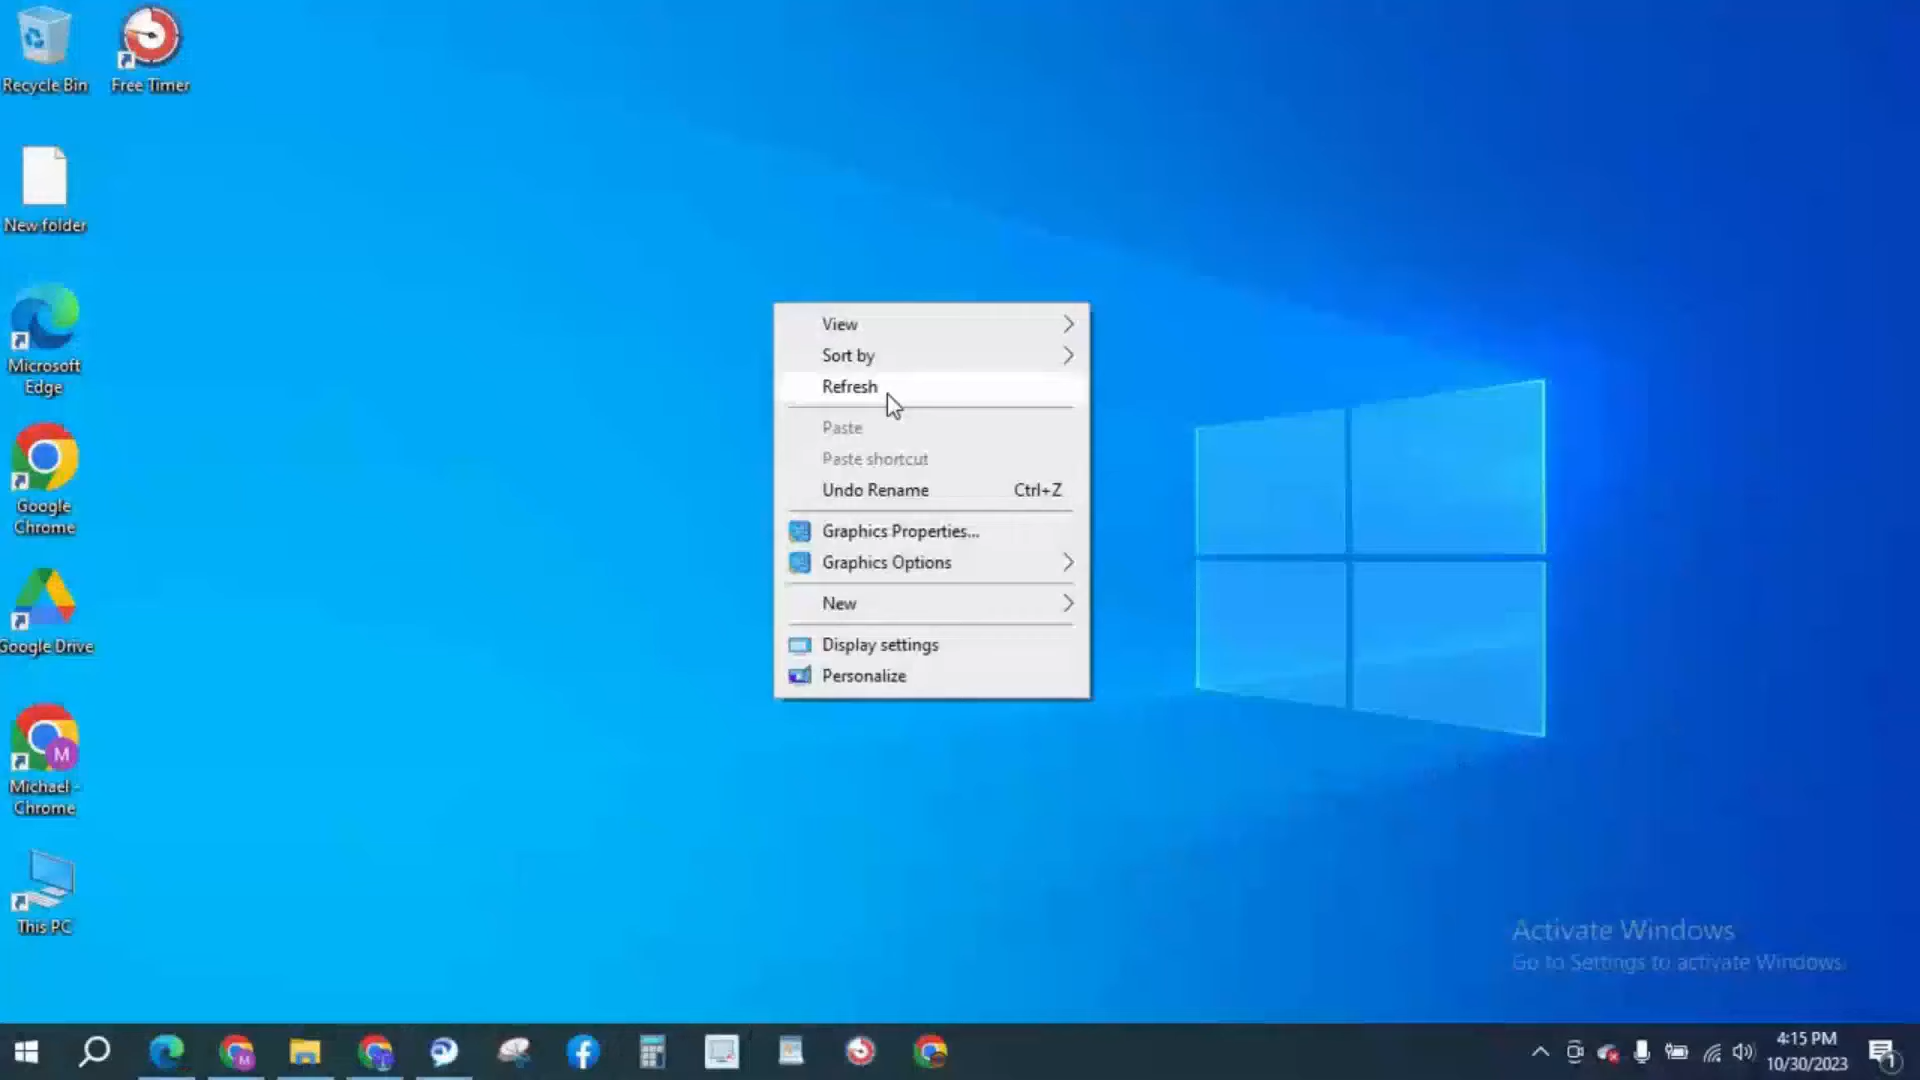 Recycle Bin
Free Timer
New folder
Microsoft
Edge
Google
Chrome
Google Drive
M
Michael -
Chrome
This PC
View
Sort by
Refresh
Paste
Paste shortcut
Undo Rename Ctrl+Z
Graphics Properties...
Graphics Options
New
Display settings
Personalize
Activate Windows
Go to Settings to activate Windows.
M
4:15 PM
10/30/2023
1